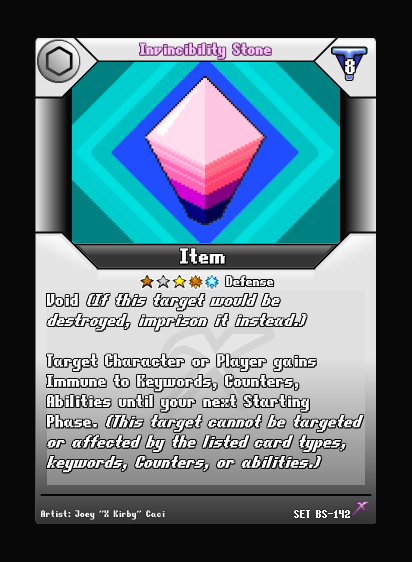 Invincibility Stone
8
Item
Defense
Void (If this target would be
destroyed, imprison it instead.)
Target Character or Player gains
Immune to Keywords, Counters,
Abilities until your next Starting
Phase. (This target cannot be targeted
or affected by the listed card types,
keywords, Counters, or abilities.)
Artist: Joey "X Kirby" Caci
SET BS-142